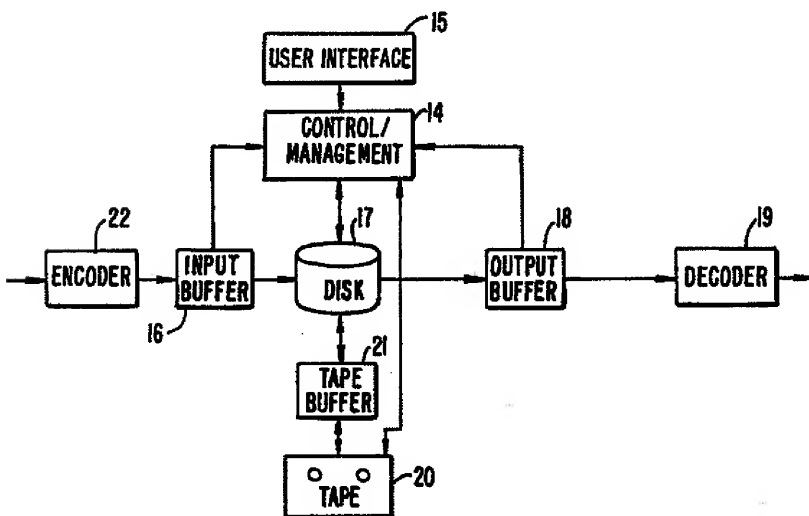 15
USER INTERFACE
14
CONTROL/
MANAGEMENT
22
ENCODER
INPUT
BUFFER
16
17
DISK
18
OUTPUT
BUFFER
19
DECODER
21
TAPE
BUFFER
TAPE
20